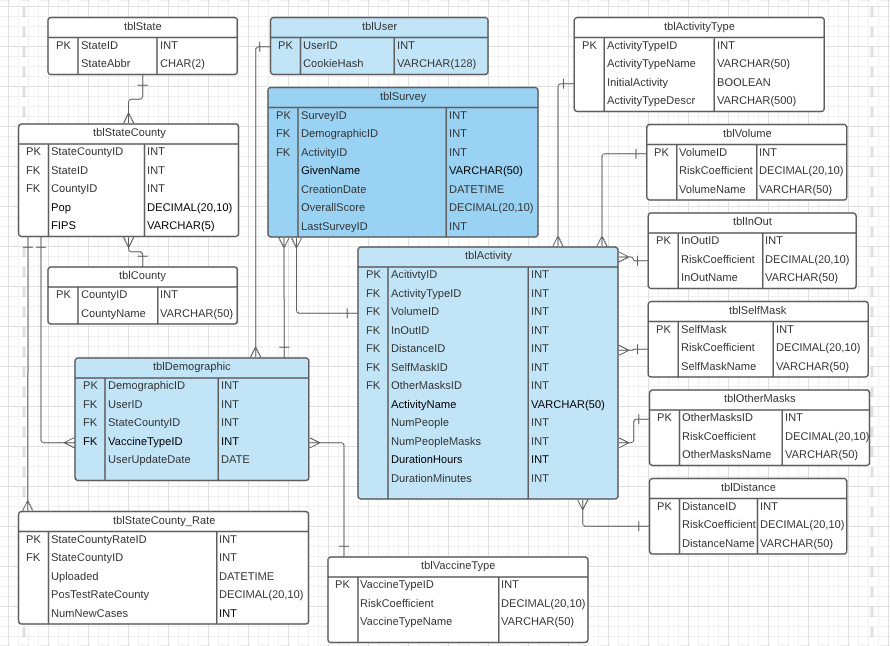 tblState
PK StateID INT
StateAbbr CHAR(2)
tblUser
PK UserID INT
CookieHash VARCHAR(128)
tblActivityType
PK ActivityTypeID INT
ActivityTypeName VARCHAR(50)
InitialActivity BOOLEAN
ActivityTypeDescr VARCHAR(500)
tblSurvey
PK SurveyID INT
FK DemographicID INT
FK ActivityID INT
GivenName VARCHAR(50)
CreationDate DATETIME
OverallScore DECIMAL(20,10)
LastSurveyID INT
tblStateCounty
PK StateCountyID INT
FK StateID INT
FK CountyID INT
Pop DECIMAL(20,10)
FIPS VARCHAR(5)
tblVolume
PK VolumeID INT
RiskCoefficient DECIMAL(20,10)
VolumeName VARCHAR(50)
tblInOut
PK InOutID INT
RiskCoefficient DECIMAL(20,10)
InOutName VARCHAR(50)
tblCounty
PK CountyID INT
CountyName VARCHAR(50)
tblActivity
PK AcitivtyID INT
FK ActivityTypeID INT
FK VolumeID INT
FK InOutID INT
FK DistanceID INT
FK SelfMaskID INT
FK OtherMasksID INT
ActivityName VARCHAR(50)
NumPeople INT
NumPeopleMasks INT
DurationHours INT
DurationMinutes INT
tblSelfMask
PK SelfMask INT
RiskCoefficient DECIMAL(20,10)
SelfMaskName VARCHAR(50)
tblDemographic
PK DemographicID INT
FK UserID INT
FK StateCountyID INT
FK VaccineTypeID INT
UserUpdateDate DATE
tblOtherMasks
PK OtherMasksID INT
RiskCoefficient DECIMAL(20,10)
OtherMasksName VARCHAR(50)
tblDistance
PK DistanceID INT
RiskCoefficient DECIMAL(20,10)
DistanceName VARCHAR(50)
tblStateCounty_Rate
PK StateCountyRateID INT
FK StateCountyID INT
Uploaded DATETIME
PosTestRateCounty DECIMAL(20,10)
NumNewCases INT
tblVaccineType
PK VaccineTypeID INT
RiskCoefficient DECIMAL(20,10)
VaccineTypeName VARCHAR(50)